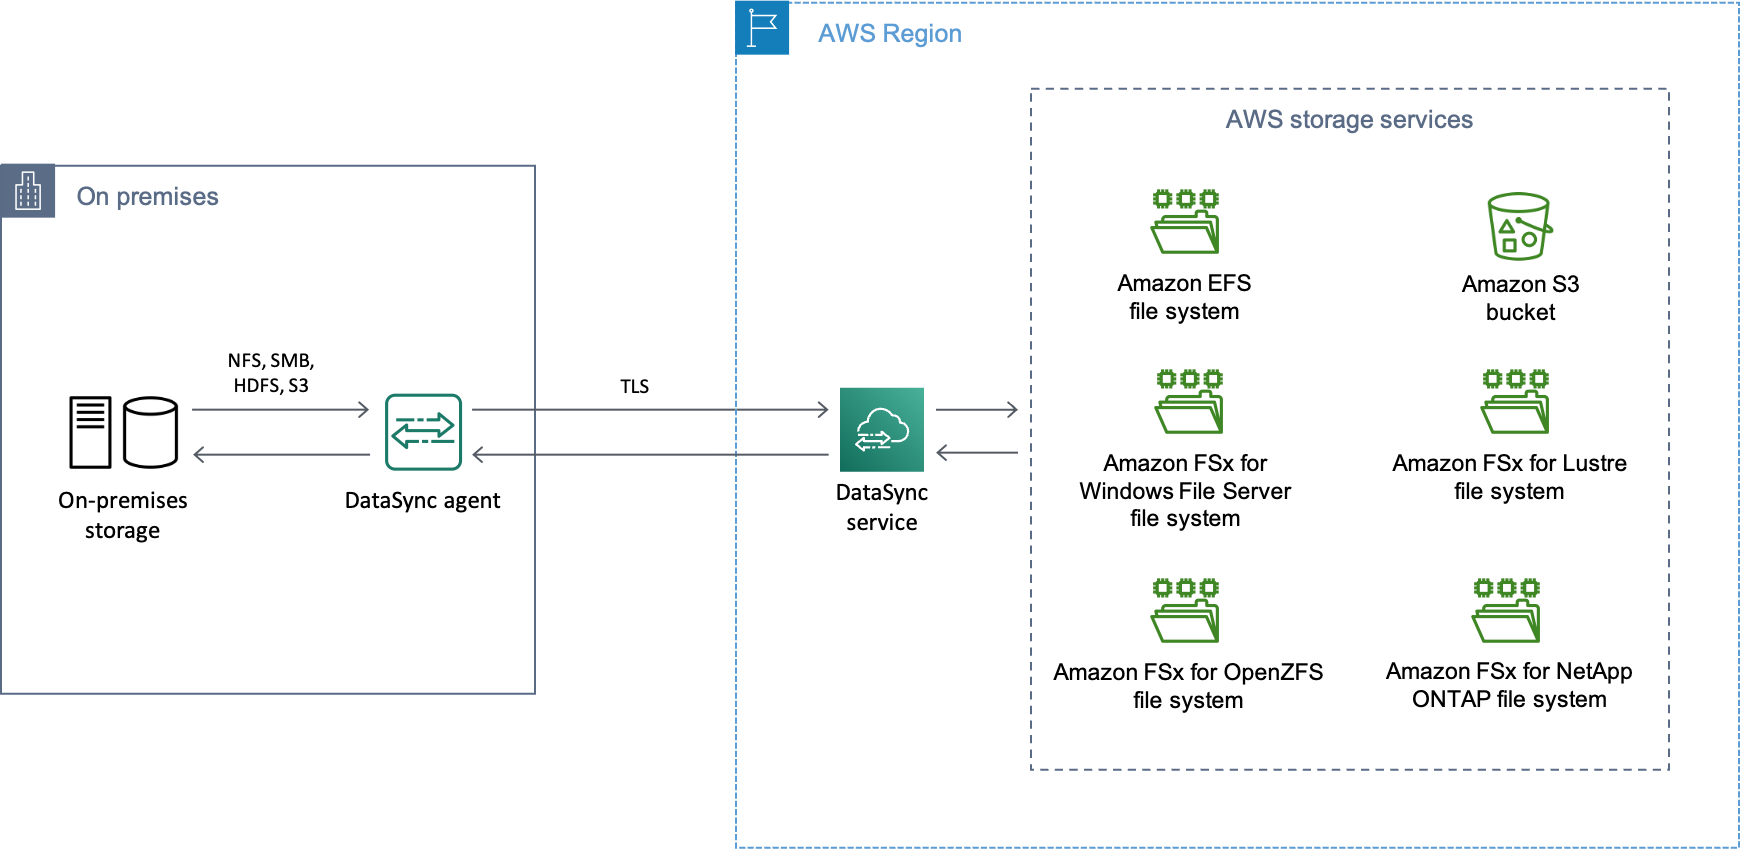 AWS Region
AWS storage services
On premises
Amazon EFS
file system
Amazon S3
bucket
NFS, SMB,
HDFS, S3
TLS
On-premises
storage
DataSync agent
DataSync
service
Amazon FSx for
Windows File Server
file system
Amazon FSx for Lustre
file system
Amazon FSx for OpenZFS
file system
Amazon FSx for NetApp
ONTAP file system